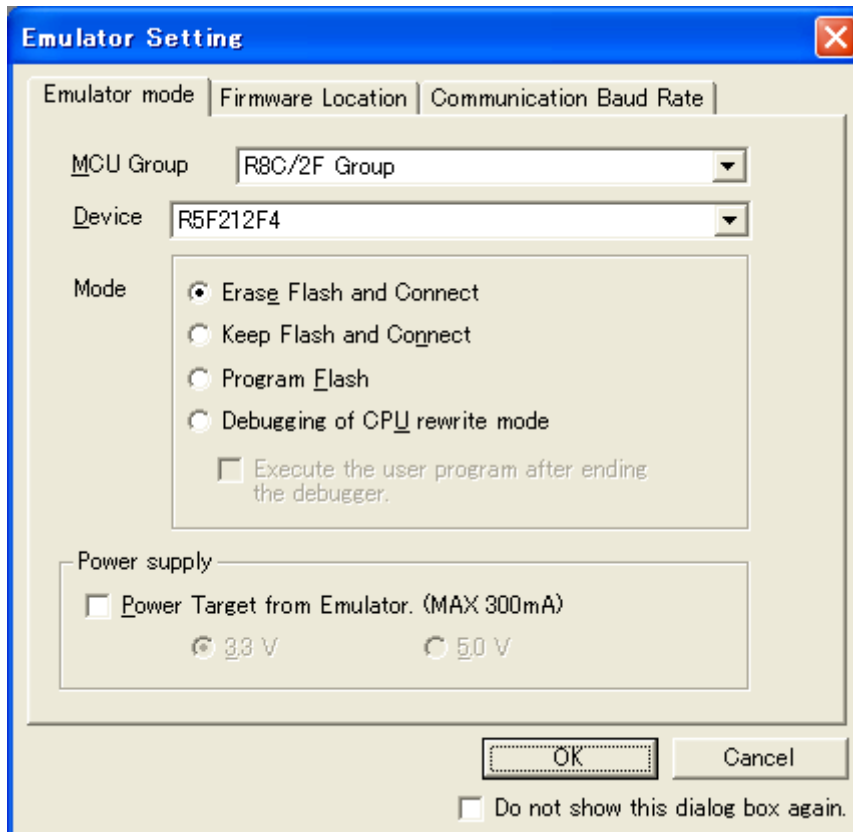 Emulator Setting
Emulator mode
Firmware Location
Communication Baud Rate
MCU Group
R8C/2F Group
Device
R5F212F4
Mode
Erase Flash and Connect
Keep Flash and Connect
Program Flash
Debugging of CPU rewrite mode
Execute the user program after ending
the debugger.
Power supply
Power Target from Emulator. (MAX 300mA)
3.3 V
5.0 V
OK
Cancel
Do not show this dialog box again.